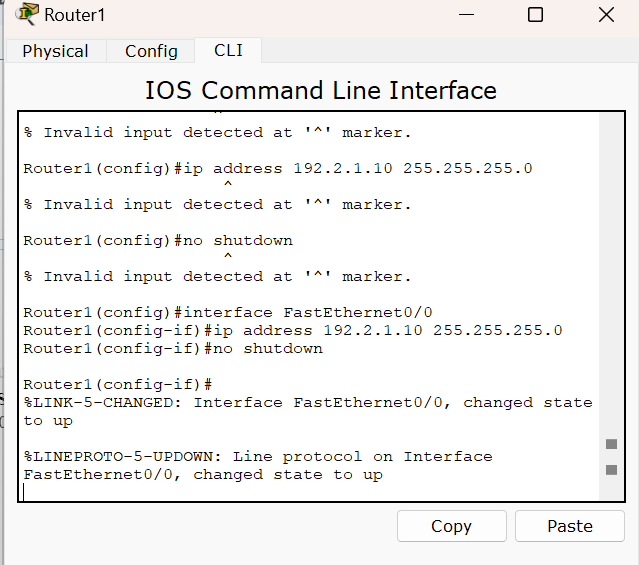 Router1
Physical Config CLI
IOS Command Line Interface
^
% Invalid input detected at '^' marker.
Router1(config)#ip address 192.2.1.10 255.255.255.0
^
% Invalid input detected at '^' marker.
Router1(config)#no shutdown
^
% Invalid input detected at '^' marker.
Router1(config)#interface FastEthernet0/0
Router1(config-if)#ip address 192.2.1.10 255.255.255.0
Router1(config-if)#no shutdown
Router1(config-if)#
%LINK-5-CHANGED: Interface FastEthernet0/0, changed state
to up
%LINEPROTO-5-UPDOWN: Line protocol on Interface
FastEthernet0/0, changed state to up
Copy Paste